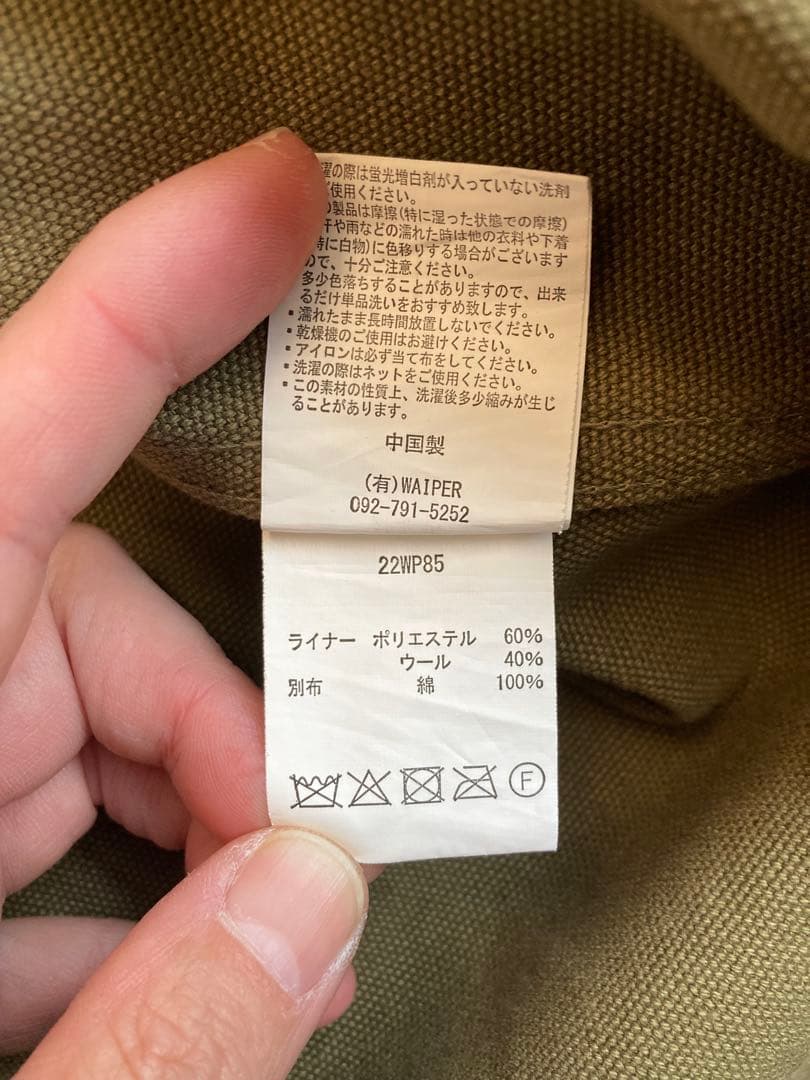 濯の際は蛍光増白剤が入っていない洗剤
ご使用ください。
の製品は摩擦(特に湿った状態での摩擦)
汗や雨などの濡れた時は他の衣料や下着
特に白物)に色移りする場合がございます
ので、十分ご注意ください。
多少色落ちすることがありますので、出来
るだけ単品洗いをおすすめ致します。
・濡れたまま長時間放置しないでください。
・乾燥機のご使用はお避けください。
・アイロンは必ず当て布をしてください。
・洗濯の際はネットをご使用ください。
・この素材の性質上、洗濯後多少縮みが生じ
ることがあります。
中国製
(有)WAIPER
092-791-5252
22WP85
ライナー ポリエステル 60%
ウール 40%
別布 綿 100%
F